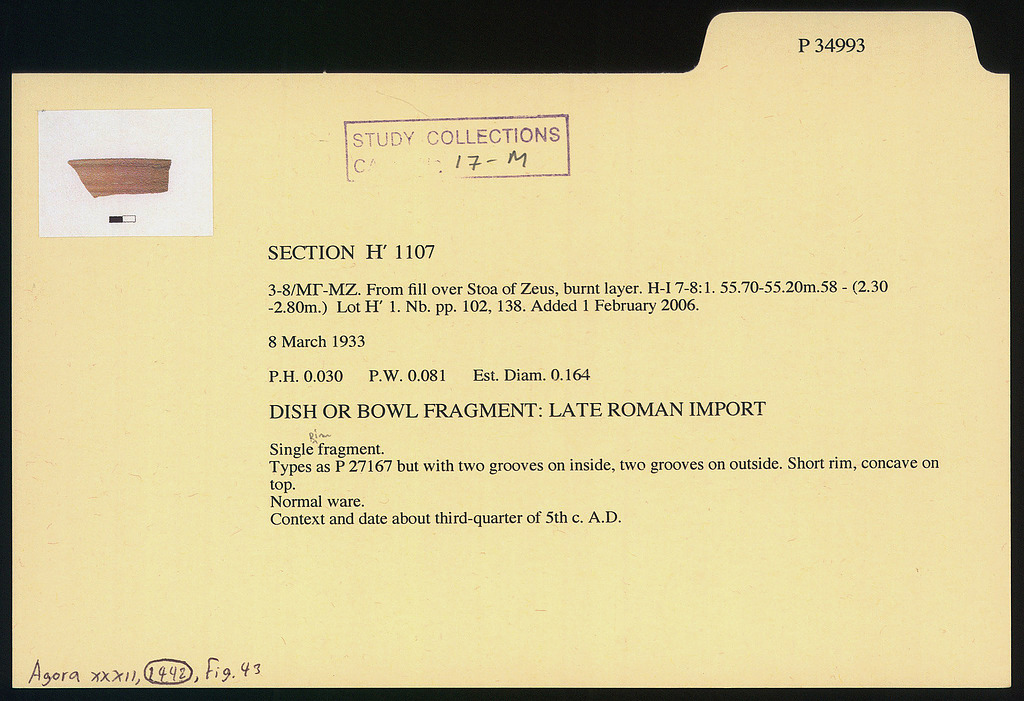 P 34993
STUDY COLLECTIONS
17-M
SECTION H′ 1107
3-8/ΜΓ-ΜΖ. From fill over Stoa of Zeus, burnt layer. H-I 7-8:1. 55.70-55.20m.58 - (2.30
-2.80m.) Lot H′ 1. Nb. pp. 102, 138. Added 1 February 2006.
8 March 1933
P.H. 0.030 P.W. 0.081 Est. Diam. 0.164
DISH OR BOWL FRAGMENT: LATE ROMAN IMPORT
Rim
Single fragment.
Types as P 27167 but with two grooves on inside, two grooves on outside. Short rim, concave on
top.
Normal ware.
Context and date about third-quarter of 5th c. A.D.
Agora XXXII, 1442, Fig. 43